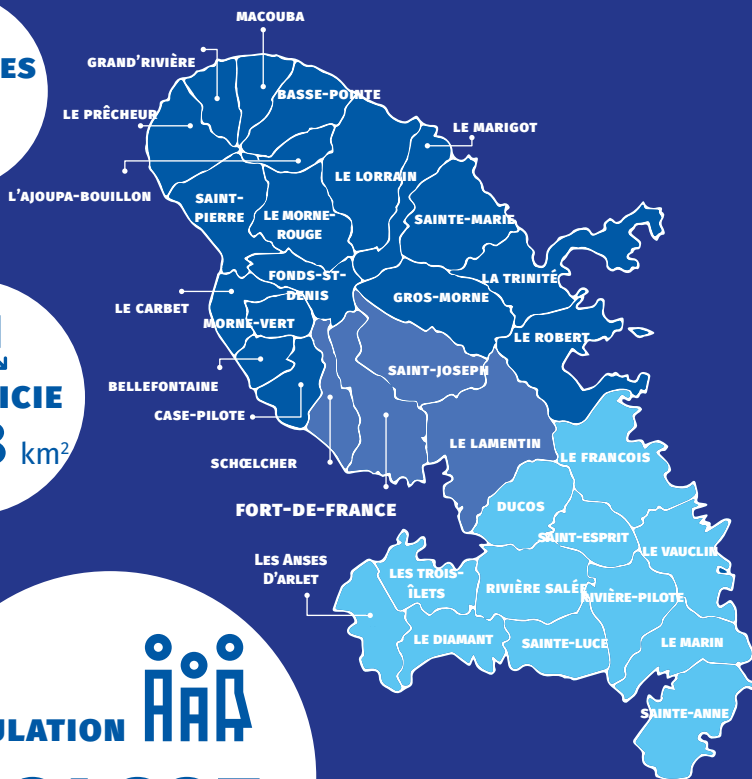 MACOUBA
GRAND'RIVIÈRE
BASSE-POINTE
LE PRÊCHEUR
LE MARIGOT
L'AJOUPA-BOUILLON
LE LORRAIN
SAINT-
PIERRE
LE MORNE-
ROUGE
SAINTE-MARIE
FONDS-ST-
DENIS
LA TRINITÉ
GROS-MORNE
LE CARBET
MORNE-VERT
LE ROBERT
BELLEFONTAINE
SAINT-JOSEPH
CASE-PILOTE
LE LAMENTIN
SCHŒLCHER
LE FRANCOIS
FORT-DE-FRANCE
DUCOS
SAINT-ESPRIT
LE VAUCLIN
LES ANSES
D'ARLET
LES TROIS-
ÎLETS
RIVIÈRE SALÉE
RIVIÈRE-PILOTE
LE DIAMANT
SAINTE-LUCE
LE MARIN
SAINTE-ANNE
ES
ICIE
km²
ULATION